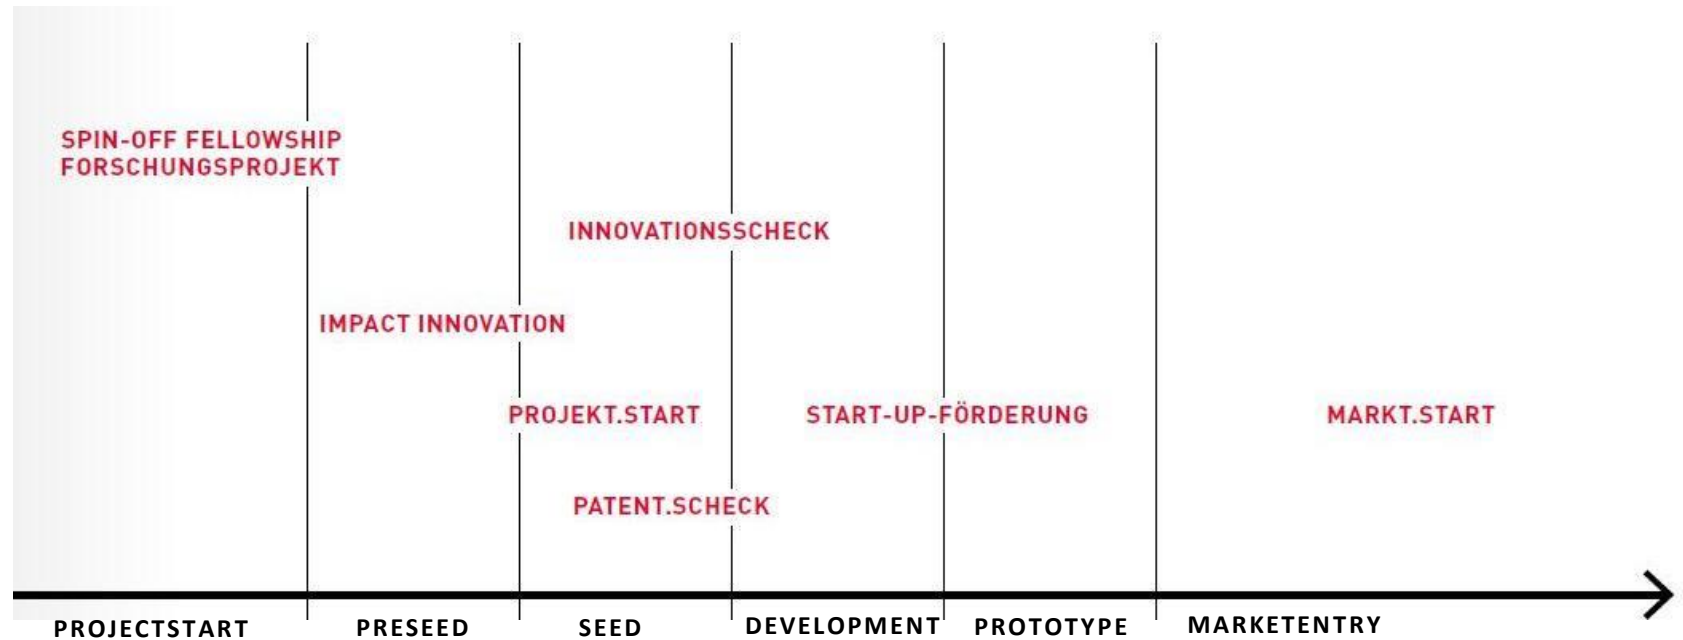 SPIN-OFF FELLOWSHIP
FORSCHUNGSPROJEKT
INNOVATIONSSCHECK
IMPACT INNOVATION
PROJEKT.START
START-UP-FÖRDERUNG
MARKT.START
PATENT.SCHECK
PROJECTSTART
PRESEED
SEED
DEVELOPMENT
PROTOTYPE
MARKETENTRY